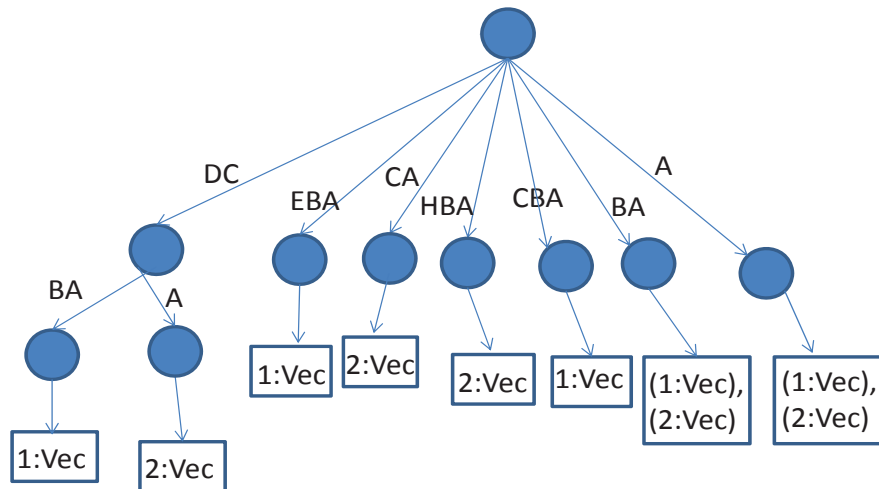 A
DC
EBA
CA
HBA
CBA
BA
BA
A
1:Vec
2:Vec
1:Vec
2:Vec
2:Vec
1:Vec
(1:Vec),
(2:Vec)
(1:Vec),
(2:Vec)